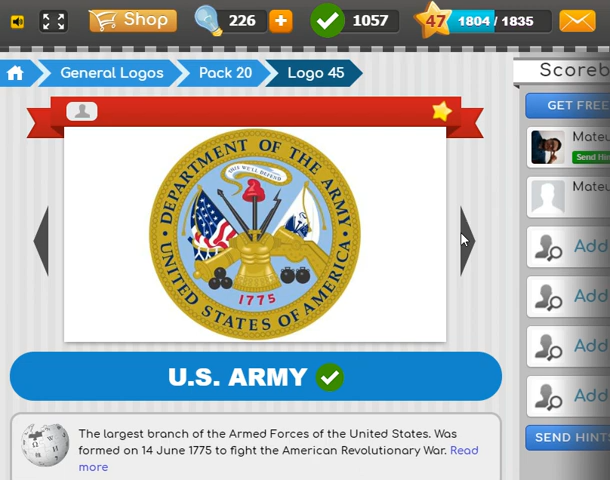 Shop
226
1057
47
1804 / 1835
General Logos
Pack 20
Logo 45
Scoreb
GET FREE
Mateu
Send Hin
Mateu
Add
Add
Add
Add
SEND HINTS
DEPARTMENT OF THE ARMY
THIS WE'LL DEFEND
1775
UNITED STATES OF AMERICA
U.S. ARMY
The largest branch of the Armed Forces of the United States. Was
formed on 14 June 1775 to fight the American Revolutionary War. Read
more